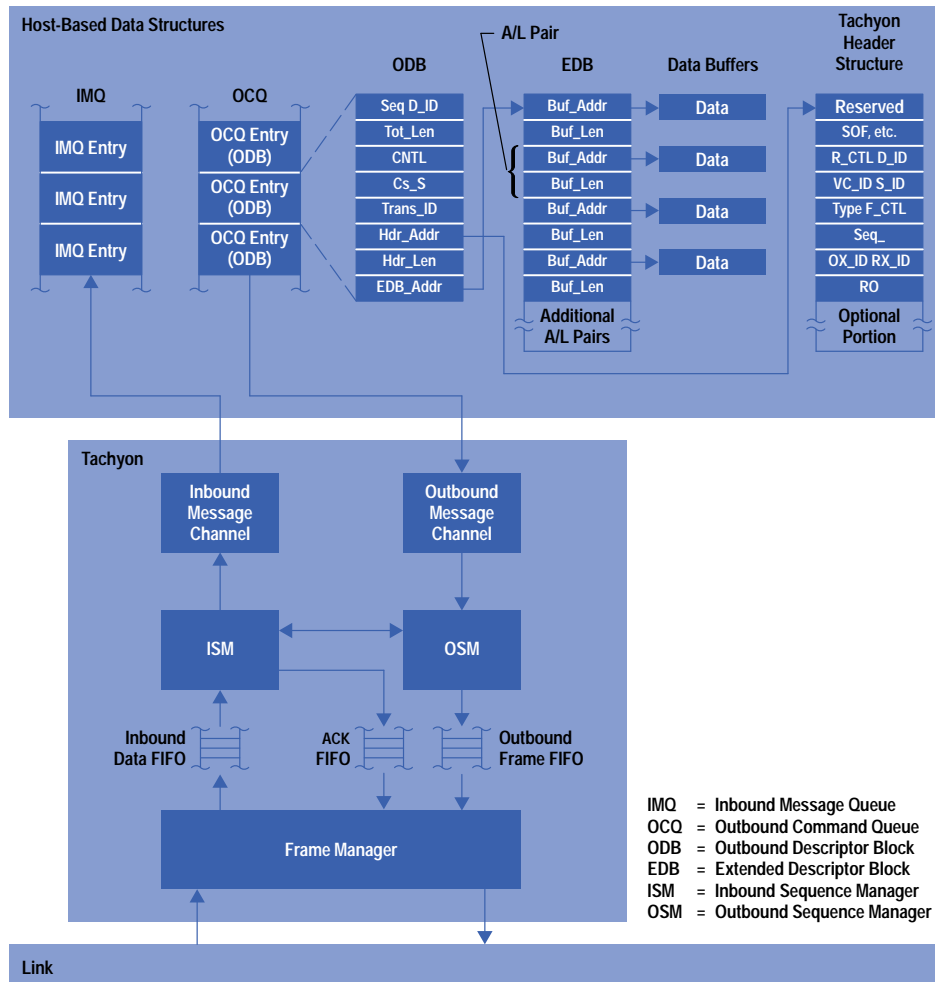 Host-Based Data Structures
A/L Pair
Tachyon
Header
Structure
IMQ
OCQ
ODB
EDB
Data Buffers
IMQ Entry
IMQ Entry
IMQ Entry
OCQ Entry
(ODB)
OCQ Entry
(ODB)
OCQ Entry
(ODB)
Seq D_ID
Tot_Len
CNTL
Cs_S
Trans_ID
Hdr_Addr
Hdr_Len
EDB_Addr
Buf_Addr
Buf_Len
Buf_Addr
Buf_Len
Buf_Addr
Buf_Len
Buf_Addr
Buf_Len
Additional
A/L Pairs
Data
Data
Data
Data
Reserved
SOF, etc.
R_CTL D_ID
VC_ID S_ID
Type F_CTL
Seq_
OX_ID RX_ID
RO
Optional
Portion
Tachyon
Inbound
Message
Channel
Outbound
Message
Channel
ISM
OSM
Inbound
Data FIFO
ACK
FIFO
Outbound
Frame FIFO
Frame Manager
IMQ = Inbound Message Queue
OCQ = Outbound Command Queue
ODB = Outbound Descriptor Block
EDB = Extended Descriptor Block
ISM = Inbound Sequence Manager
OSM = Outbound Sequence Manager
Link